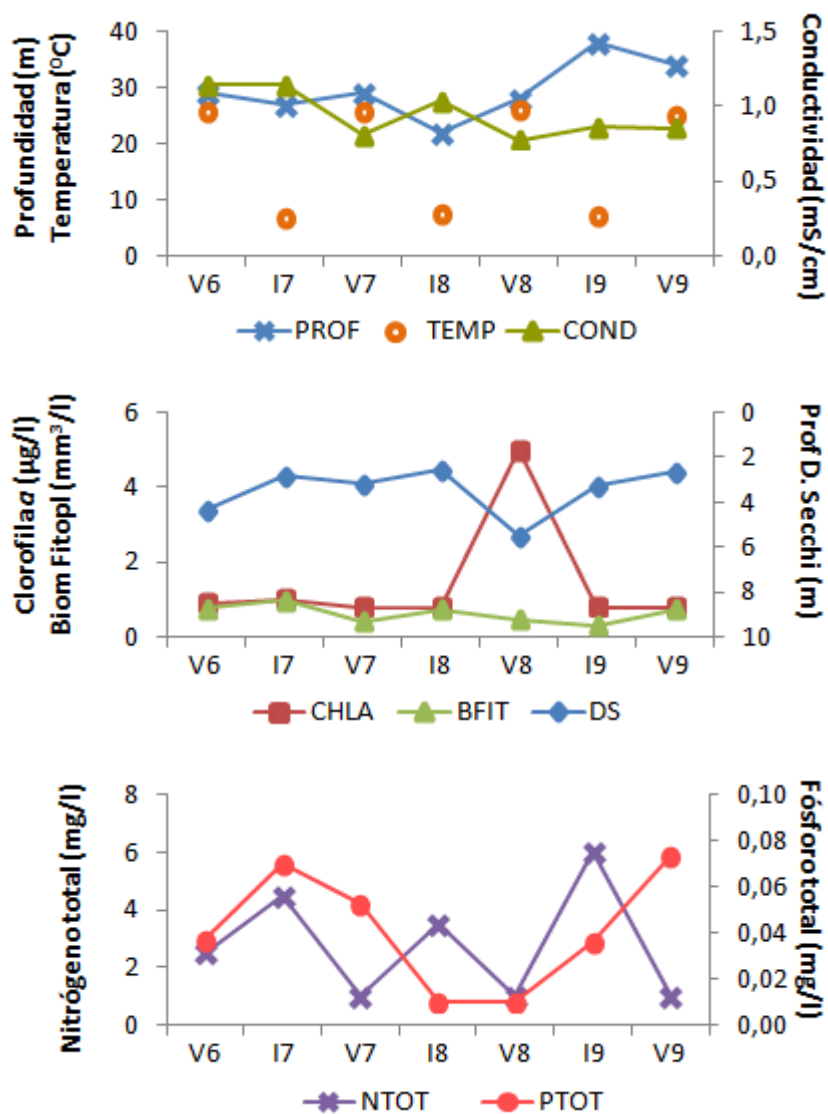 Profundidad (m)
Temperatura (ºC)
40
30
20
10
0
1,5
1,0
0,5
0,0
Conductividad (mS/cm)
V6 I7 V7 I8 V8 I9 V9
PROF TEMP COND
Clorofila a (µg/l)
Biom Fitopl (mm³/l)
6
4
2
0
0
2
4
6
8
10
Prof D. Secchi (m)
V6 I7 V7 I8 V8 I9 V9
CHLA BFIT DS
Nitrógeno total (mg/l)
8
6
4
2
0
0,10
0,08
0,06
0,04
0,02
0,00
Fósforo total (mg/l)
V6 I7 V7 I8 V8 I9 V9
NTOT PTOT